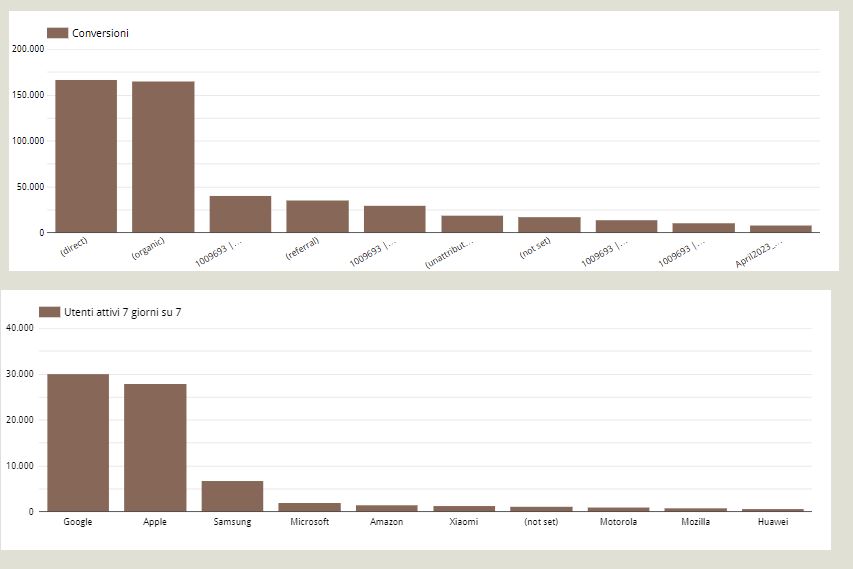 Conversioni
200.000
150.000
100.000
50.000
0
(direct) (organic) 1009693 |... (referral) 1009693 |... (unattribut... (not set) 1009693 |... 1009693 |... April2023_...
Utenti attivi 7 giorni su 7
40.000
30.000
20.000
10.000
0
Google Apple Samsung Microsoft Amazon Xiaomi (not set) Motorola Mozilla Huawei